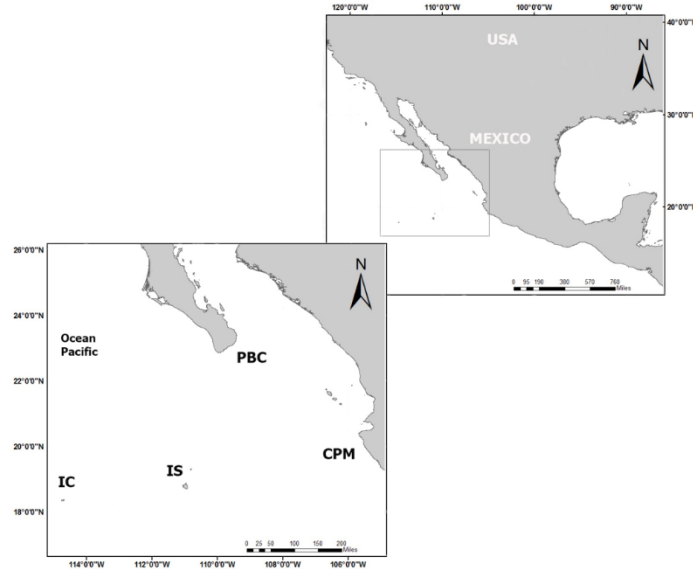 120°0'0"W 110°0'0"W 100°0'0"W 90°0'0"W
40°0'0"N
USA
N
30°0'0"N
MEXICO
20°0'0"N
0 95 190 380 570 760
Miles
26°0'0"N
N
24°0'0"N
Ocean
Pacific
PBC
22°0'0"N
20°0'0"N
CPM
IS
IC
18°0'0"N
0 25 50 100 150 200
Miles
114°0'0"W 112°0'0"W 110°0'0"W 108°0'0"W 106°0'0"W